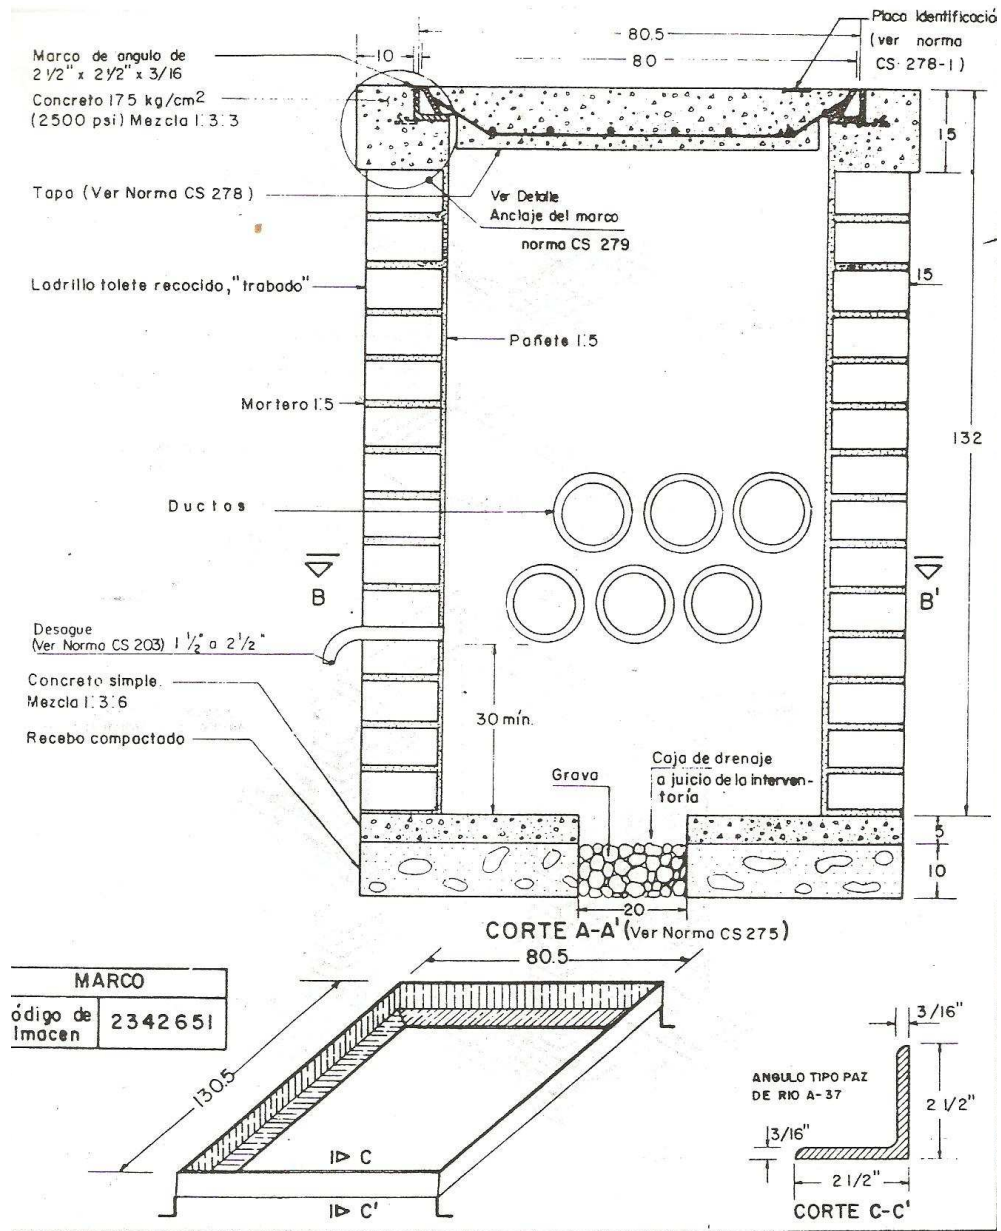 Placa Identificació
(ver norma
CS-278-1)
80.5
80
10
Marco de angulo de
2 1/2" x 2 1/2" x 3/16
Concreto 175 kg/cm2
(2500 psi) Mezcla 1:3:3
15
Tapa (Ver Norma CS 278)
Ver Detalle
Anclaje del marco
norma CS 279
Ladrillo tolete recocido, "trabado"
15
Pañete 1:5
Mortero 1:5
132
Ductos
B
B'
Desague
(Ver Norma CS 203) 1 1/2" a 2 1/2"
Concreto simple.
Mezcla 1:3:6
Recebo compactado
30 mín.
Grava
Caja de drenaje
a juicio de la interven-
toría
5
10
20
CORTE A-A' (Ver Norma CS 275)
80.5
MARCO
ódigo de
lmacen
2342651
130.5
C
C'
3/16"
ANGULO TIPO PAZ
DE RIO A-37
2 1/2"
3/16"
2 1/2"
CORTE C-C'